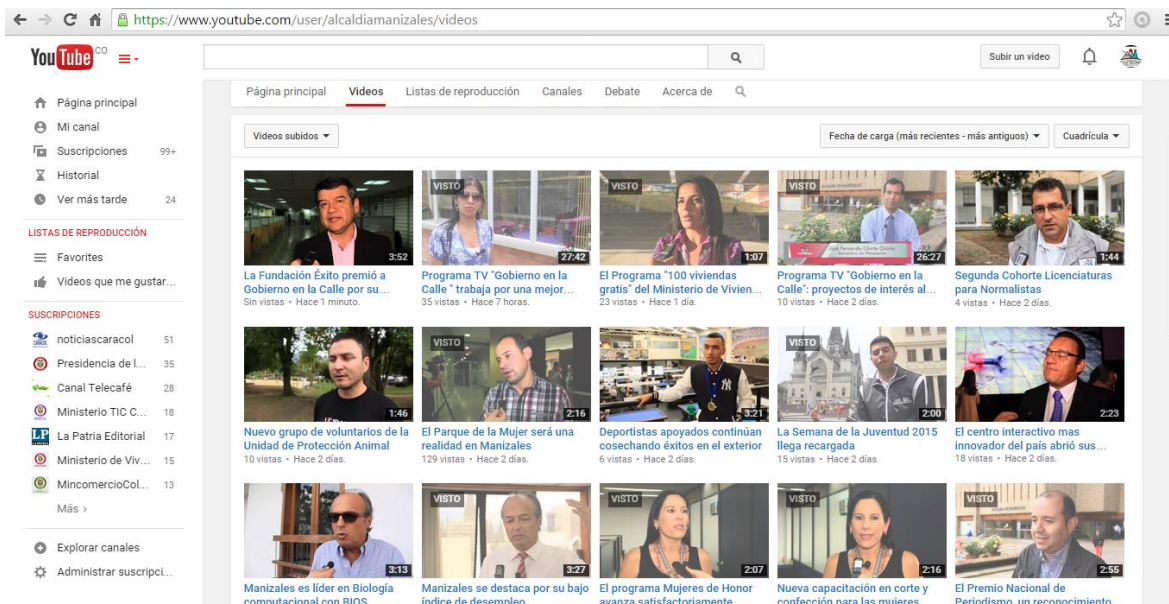 https://www.youtube.com/user/alcaldiamanizales/videos
YouTube CO
Subir un video
Página principal
Mi canal
Suscripciones 99+
Historial
Ver más tarde 24
LISTAS DE REPRODUCCIÓN
Favorites
Videos que me gustar...
SUSCRIPCIONES
noticiascaracol 51
Presidencia de l... 35
Canal Telecafé 28
Ministerio TIC C... 18
La Patria Editorial 17
Ministerio de Viv... 15
MincomercioCol... 13
Más ›
Explorar canales
Administrar suscripci...
Página principal Videos Listas de reproducción Canales Debate Acerca de
Videos subidos
Fecha de carga (más recientes - más antiguos) Cuadrícula
3:52
La Fundación Éxito premió a
Gobierno en la Calle por su...
Sin vistas • Hace 1 minuto.
VISTO
27:42
Programa TV "Gobierno en la
Calle " trabaja por una mejor...
35 vistas • Hace 7 horas.
VISTO
1:07
El Programa "100 viviendas
gratis" del Ministerio de Vivien...
23 vistas • Hace 1 día.
VISTO
26:27
Programa TV "Gobierno en la
Calle": proyectos de interés al...
10 vistas • Hace 2 días.
1:44
Segunda Cohorte Licenciaturas
para Normalistas
4 vistas • Hace 2 días.
1:46
Nuevo grupo de voluntarios de la
Unidad de Protección Animal
10 vistas • Hace 2 días.
VISTO
2:16
El Parque de la Mujer será una
realidad en Manizales
129 vistas • Hace 2 días.
3:21
Deportistas apoyados continúan
cosechando éxitos en el exterior
6 vistas • Hace 2 días.
VISTO
2:00
La Semana de la Juventud 2015
llega recargada
15 vistas • Hace 2 días.
2:23
El centro interactivo mas
innovador del país abrió sus...
18 vistas • Hace 2 días.
3:13
Manizales es líder en Biología
computacional con BIOS
VISTO
3:27
Manizales se destaca por su bajo
índice de desempleo
VISTO
2:07
El programa Mujeres de Honor
avanza satisfactoriamente
VISTO
2:16
Nueva capacitación en corte y
confección para las mujeres
VISTO
2:55
El Premio Nacional de
Periodismo, un reconocimiento